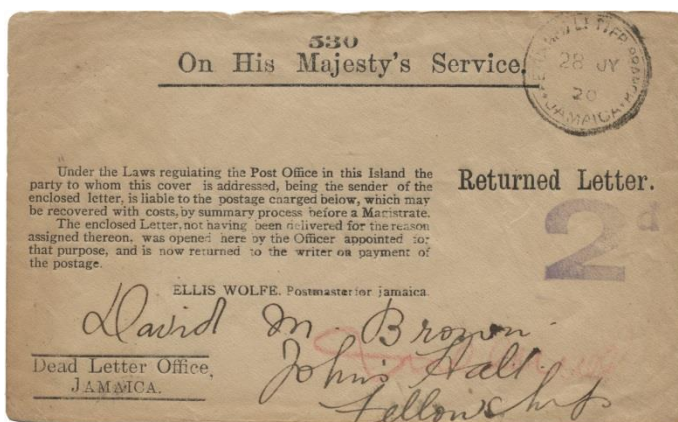 530
On His Majesty's Service.
RETURNED LETTER BRANCH
28 JY
20
JAMAICA
Under the Laws regulating the Post Office in this Island the
party to whom this cover is addressed, being the sender of the
enclosed letter, is liable to the postage charged below, which may
be recovered with costs, by summary process before a Magistrate.
The enclosed Letter, not having been delivered for the reason
assigned thereon, was opened here by the Officer appointed for
that purpose, and is now returned to the writer on payment of
the postage.
Returned Letter.
2d
ELLIS WOLFE. Postmaster for Jamaica.
David M. Brown
Johns Hall
Fellowship
Dead Letter Office,
JAMAICA.